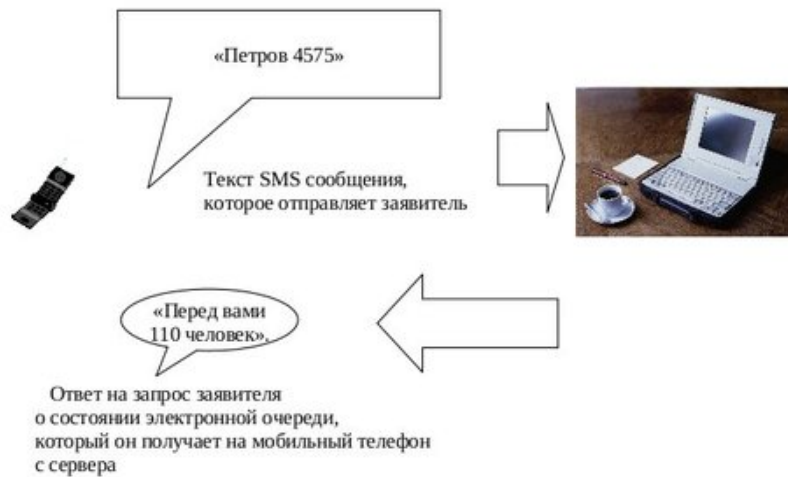 «Петров 4575»
Текст SMS сообщения,
которое отправляет заявитель
«Перед вами
110 человек».
Ответ на запрос заявителя
о состоянии электронной очереди,
который он получает на мобильный телефон
с сервера